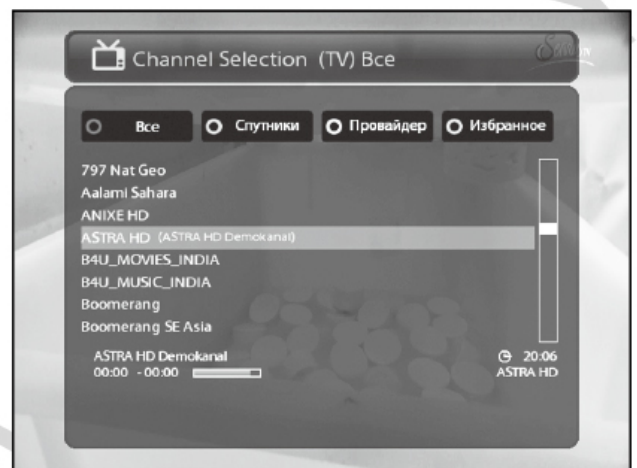 Channel Selection (TV) Все
Все Спутники Провайдер Избранное
797 Nat Geo
Aalami Sahara
ANIXE HD
ASTRA HD (ASTRA HD Demokanal)
B4U_MOVIES_INDIA
B4U_MUSIC_INDIA
Boomerang
Boomerang SE Asia
ASTRA HD Demokanal 20:06
00:00 - 00:00 ASTRA HD